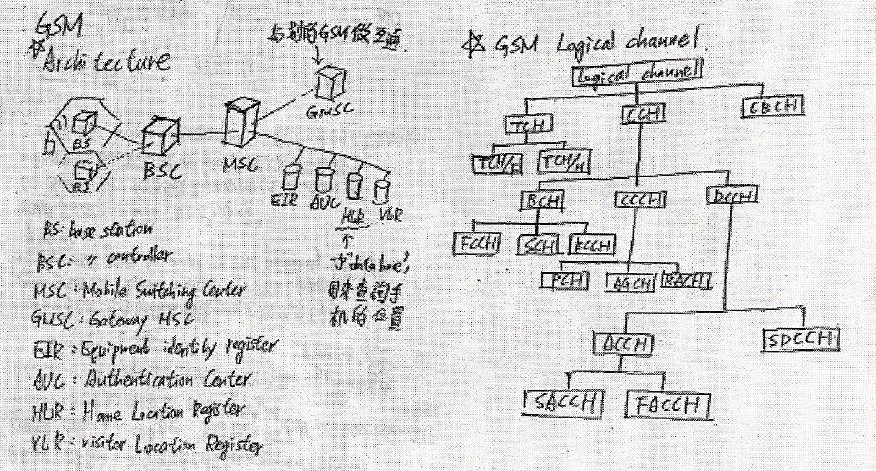 GSM
Architecture
与别的GSM做互通
GMSC
BS
BS
BSC
MSC
EIR
AUC
HLR
VLR
BS: base station
BSC: 〃 controller
MSC: Mobile Switching Center
GMSC: Gateway MSC
EIR: Equipment identity register
AUC: Authentication Center
HLR: Home Location Register
VLR: visitor Location Register
"data base",
用来查询手
机的位置
☆ GSM Logical channel.
Logical channel
TCH
CCH
CBCH
TCH/F
TCH/H
BCH
CCCH
DCCH
FCCH
SCH
BCCH
PCH
AGCH
RACH
ACCH
SDCCH
SACCH
FACCH